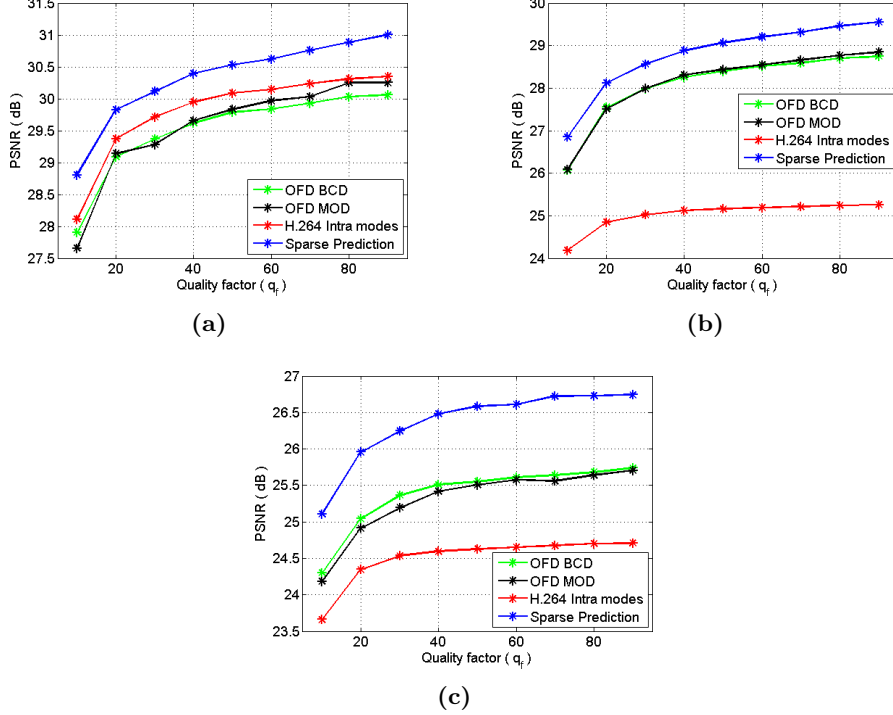 31.5
31
30.5
30
29.5
29
28.5
28
27.5
PSNR ( dB )
20
40
60
80
Quality factor ( q_f )
OFD BCD
OFD MOD
H.264 Intra modes
Sparse Prediction
(a)
30
29
28
27
26
25
24
PSNR ( dB )
20
40
60
80
Quality factor ( q_f )
OFD BCD
OFD MOD
H.264 Intra modes
Sparse Prediction
(b)
27
26.5
26
25.5
25
24.5
24
23.5
PSNR ( dB )
20
40
60
80
Quality factor ( q_f )
OFD BCD
OFD MOD
H.264 Intra modes
Sparse Prediction
(c)